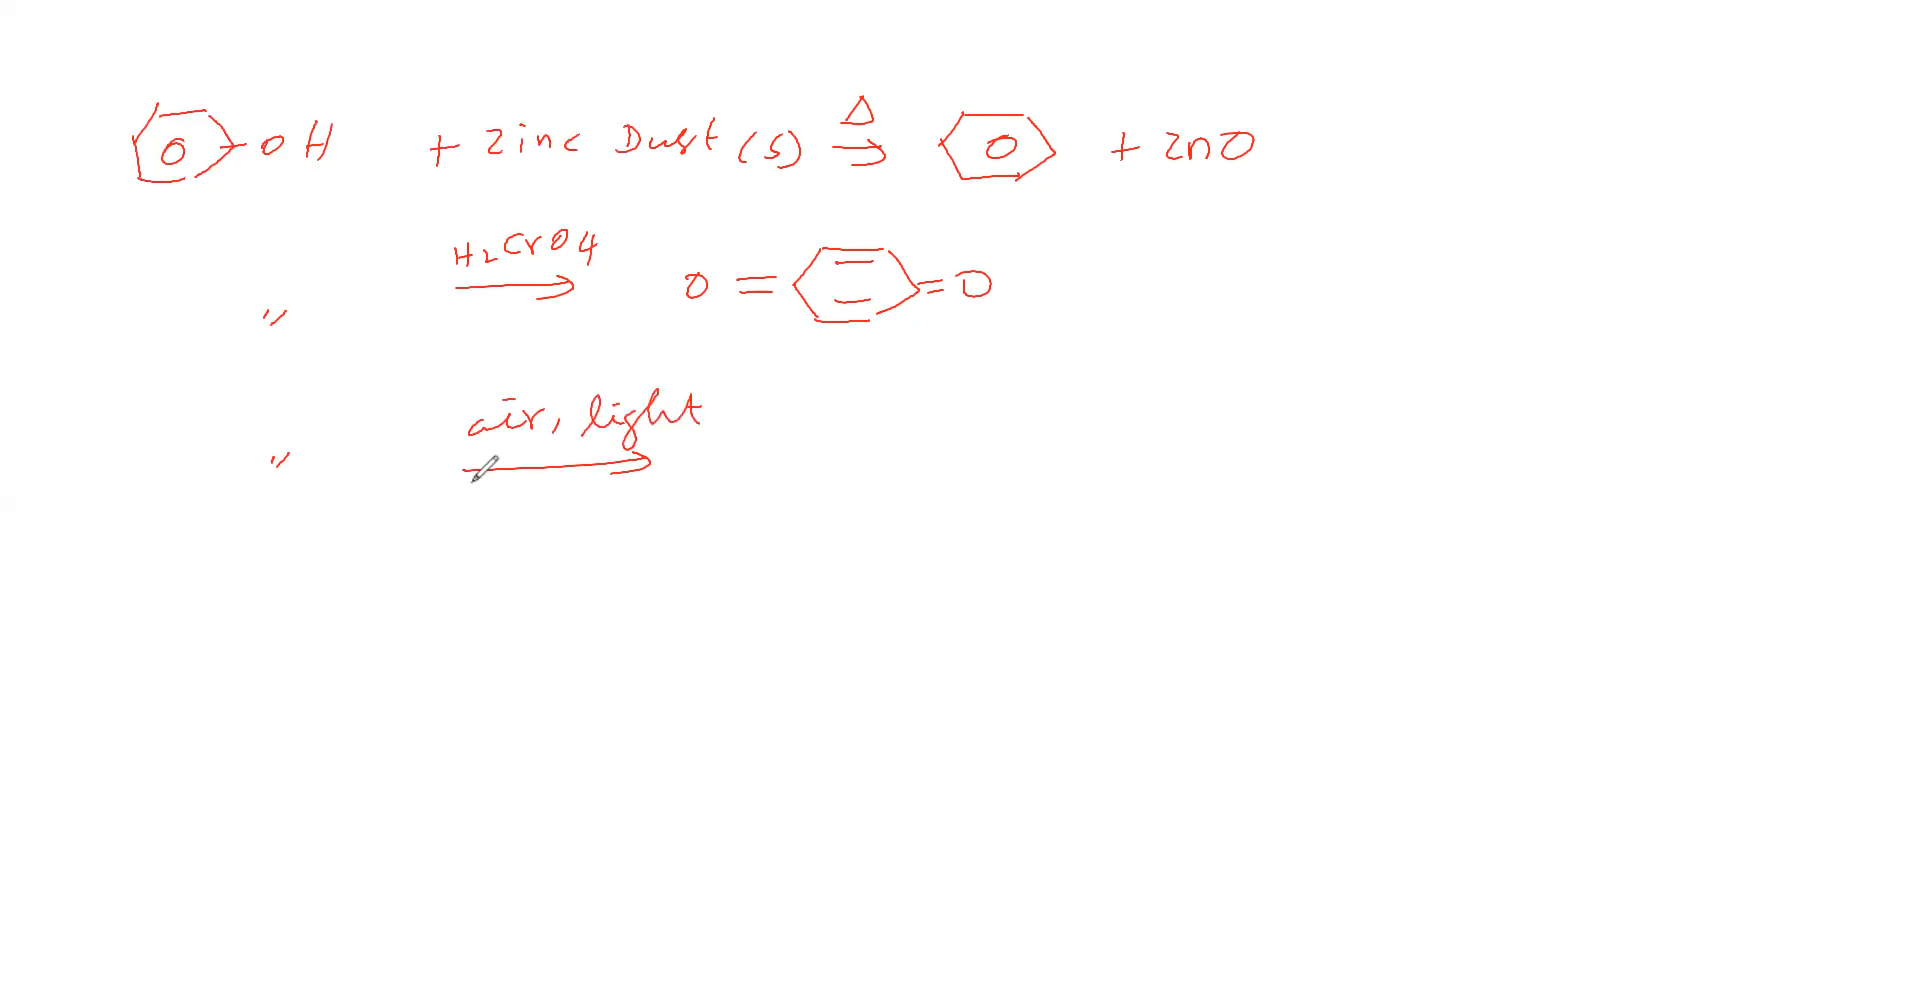 OH + Zinc Dust (s) Δ → + ZnO
H2CrO4 →
" O = = O
air, light
" →